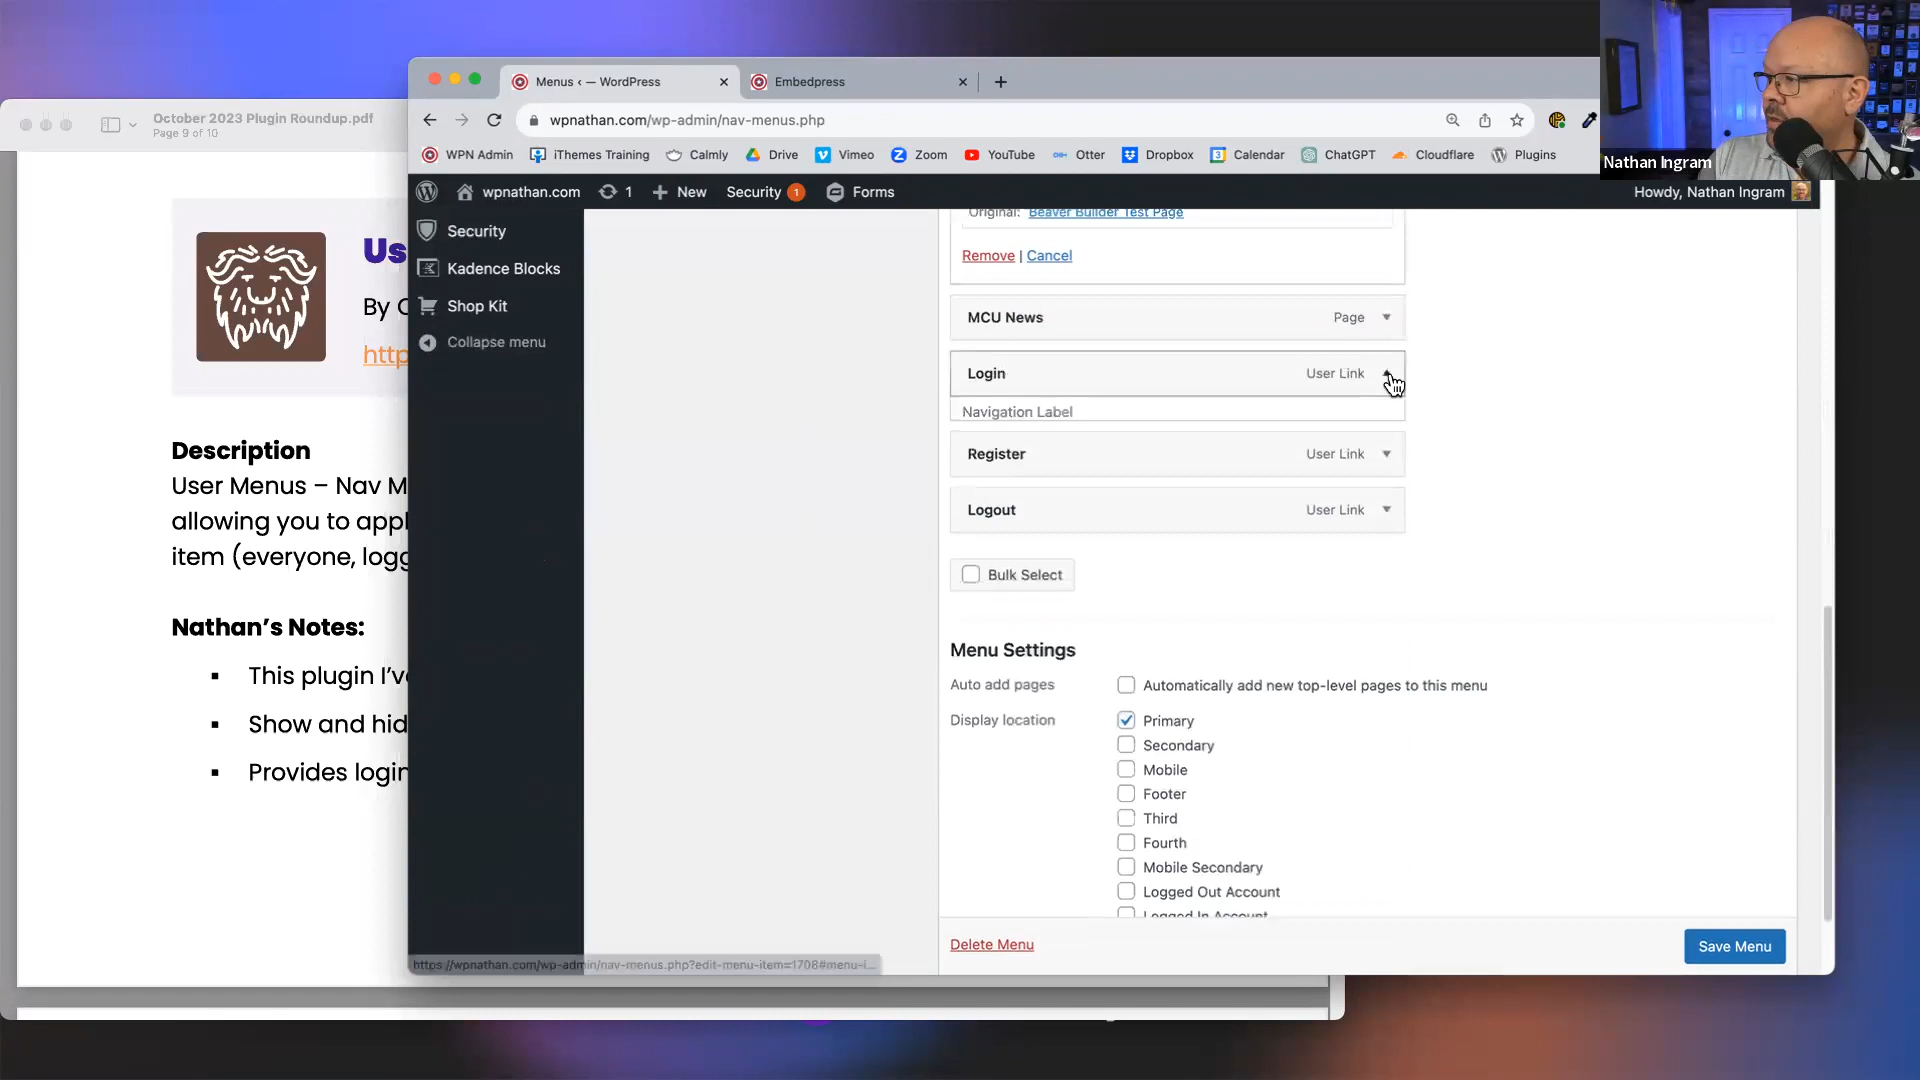 October 2023 Plugin Roundup.pdf
Page 9 of 10
Us
By
http
Description
User Menus – Nav M
allowing you to appl
item (everyone, logg
Nathan's Notes:
▪ This plugin I've
▪ Show and hid
▪ Provides login
Menus ‹ — WordPress
Embedpress
wpnathan.com/wp-admin/nav-menus.php
WPN Admin
iThemes Training
Calmly
Drive
Vimeo
Zoom
YouTube
Otter
Dropbox
Calendar
ChatGPT
Cloudflare
Plugins
Nathan Ingram
wpnathan.com
1
New
Security 1
Forms
Howdy, Nathan Ingram
Security
Kadence Blocks
Shop Kit
Collapse menu
Original: Beaver Builder Test Page
Remove | Cancel
MCU News Page
Login User Link
Navigation Label
Register User Link
Logout User Link
Bulk Select
Menu Settings
Auto add pages Automatically add new top-level pages to this menu
Display location Primary
Secondary
Mobile
Footer
Third
Fourth
Mobile Secondary
Logged Out Account
Logged In Account
Delete Menu
Save Menu
https://wpnathan.com/wp-admin/nav-menus.php?edit-menu-item=1708#menu-i...